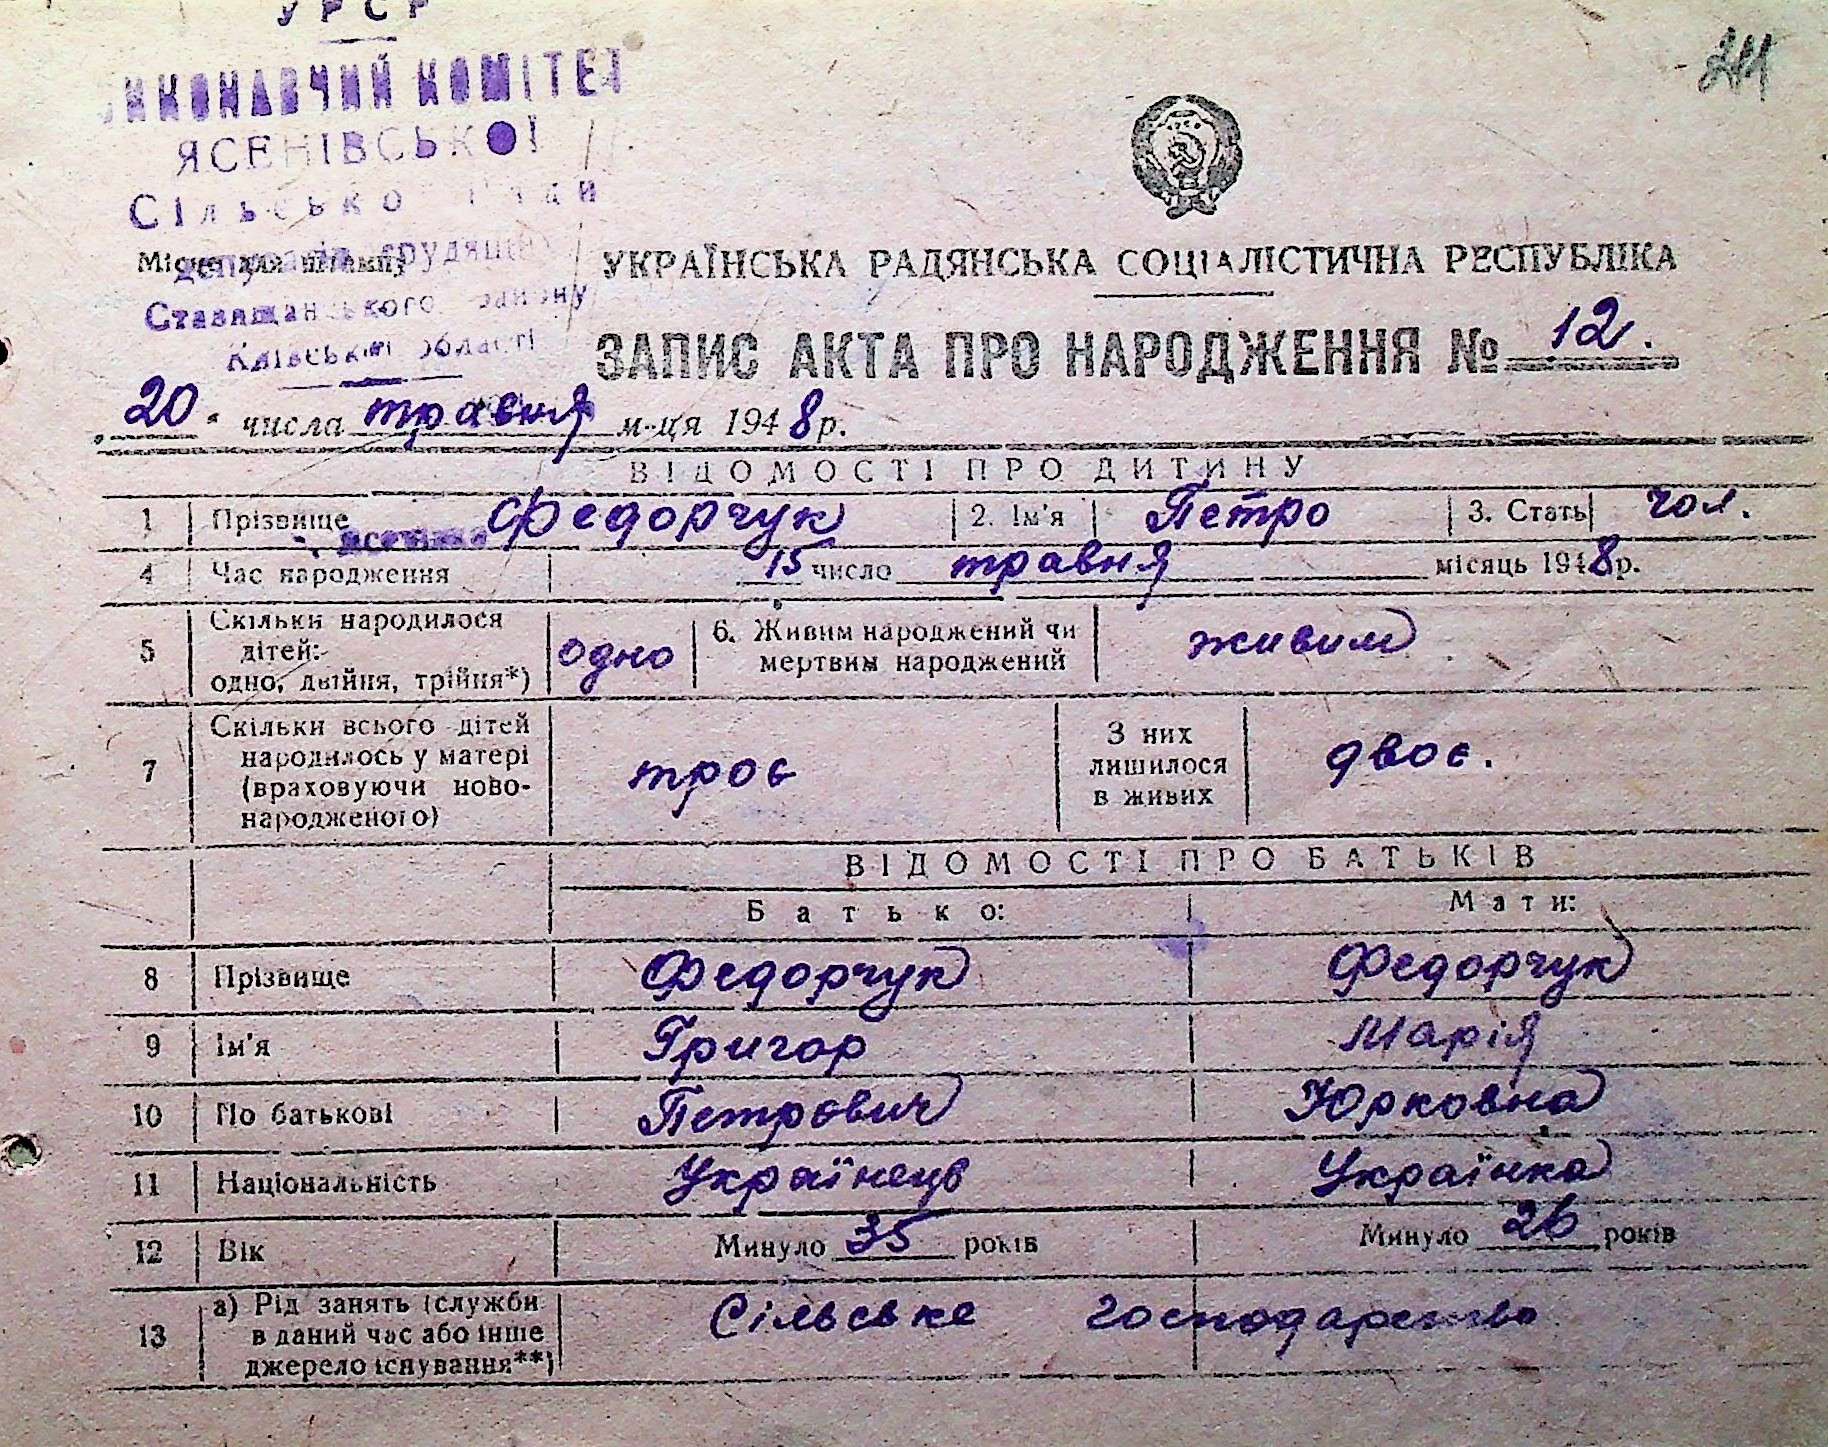 УРСР
ВИКОНАВЧИЙ КОМІТЕТ
ЯСЕНІВСЬКОЇ
Сільської Ради
Місце для штампу
депутатів трудящих
Ставищанського району
Київської області
24
УКРАЇНСЬКА РАДЯНСЬКА СОЦІАЛІСТИЧНА РЕСПУБЛІКА
ЗАПИС АКТА ПРО НАРОДЖЕННЯ № 12.
„20“ числа травня м-ця 1948 р.
ВІДОМОСТІ ПРО ДИТИНУ
1 Прізвище Федорчук 2. Ім'я Петро 3. Стать чол.
4 Час народження 15 число травня місяць 1948 р.
5 Скільки народилося дітей: одно, двійня, трійня*) одно 6. Живим народжений чи мертвим народжений живим
7 Скільки всього дітей народилось у матері (враховуючи новонародженого) троє З них лишилося в живих двоє.
ВІДОМОСТІ ПРО БАТЬКІВ
Батько: Мати:
8 Прізвище Федорчук Федорчук
9 Ім'я Григор Марія
10 По батькові Петрович Юрковна
11 Національність Українець Українка
12 Вік Минуло 35 років Минуло 26 років
13 а) Рід занять (служби в даний час або інше джерело існування**) Сільське господарство